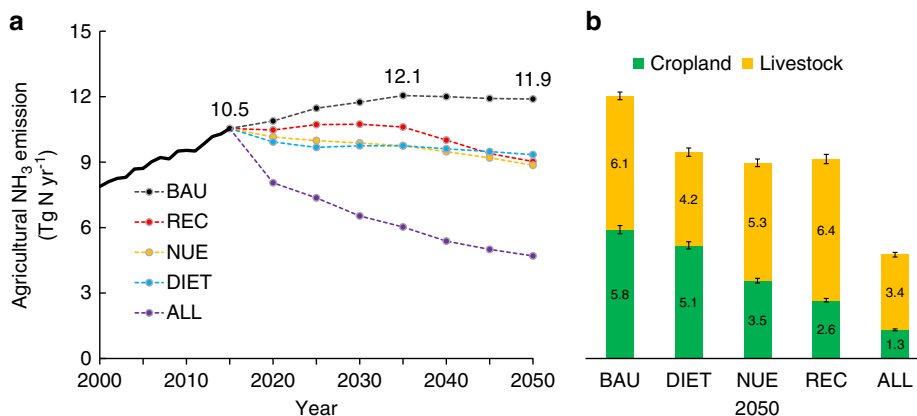 a
Agricultural NH3 emission
(Tg N yr-1)
15
12
9
6
3
0
10.5
12.1
11.9
BAU
REC
NUE
DIET
ALL
2000
2010
2020
2030
2040
2050
Year
b
Cropland
Livestock
6.1
5.8
4.2
5.1
5.3
3.5
6.4
2.6
3.4
1.3
BAU
DIET
NUE
REC
ALL
2050